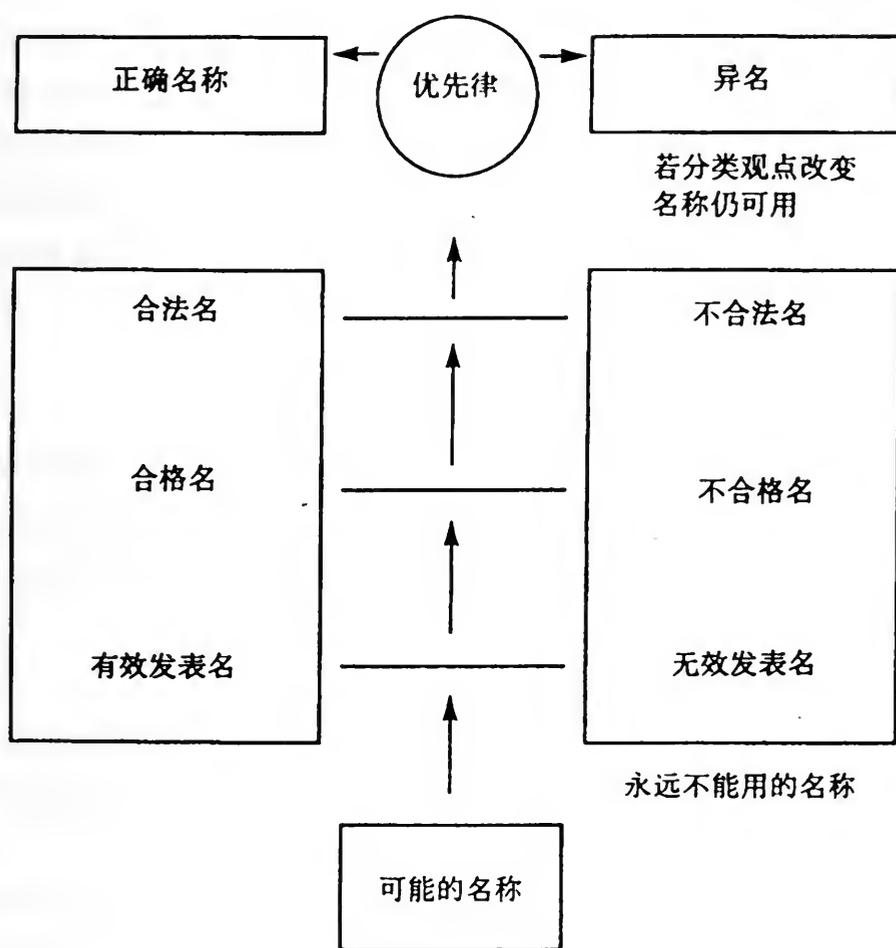 正确名称
优先律
异名
若分类观点改变
名称仍可用
合法名
不合法名
合格名
不合格名
有效发表名
无效发表名
永远不能用的名称
可能的名称